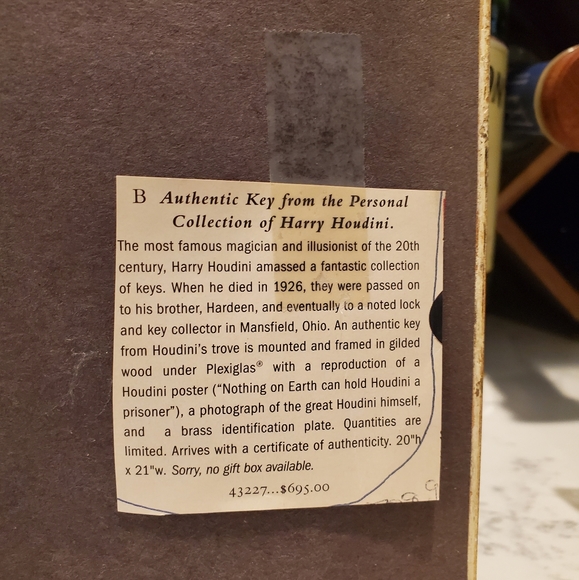 B Authentic Key from the Personal
Collection of Harry Houdini.
The most famous magician and illusionist of the 20th
century, Harry Houdini amassed a fantastic collection
of keys. When he died in 1926, they were passed on
to his brother, Hardeen, and eventually to a noted lock
and key collector in Mansfield, Ohio. An authentic key
from Houdini's trove is mounted and framed in gilded
wood under Plexiglas® with a reproduction of a
Houdini poster ("Nothing on Earth can hold Houdini a
prisoner"), a photograph of the great Houdini himself,
and a brass identification plate. Quantities are
limited. Arrives with a certificate of authenticity. 20"h
x 21"w. Sorry, no gift box available.
43227...$695.00